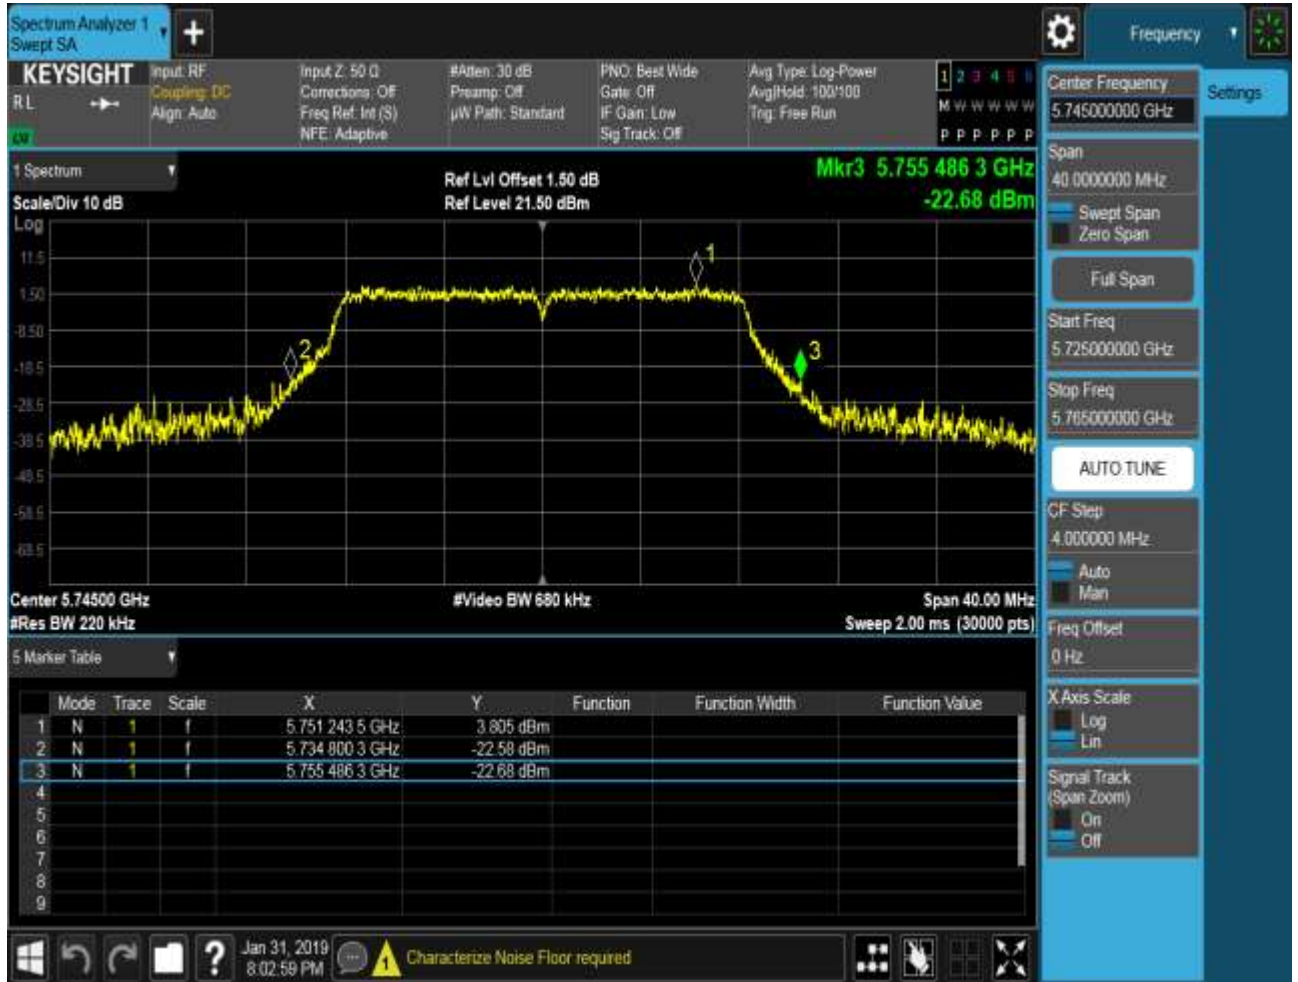 Spectrum Analyzer 1
Swept SA
Frequency
KEYSIGHT
R L
Input: RF
Coupling: DC
Align: Auto
Input Z: 50 Ω
Corrections: Off
Freq Ref: Int (S)
NFE: Adaptive
#Atten: 30 dB
Preamp: Off
µW Path: Standard
PNO: Best Wide
Gate: Off
IF Gain: Low
Sig Track: Off
Avg Type: Log-Power
Avg|Hold: 100/100
Trig: Free Run
1 2 3 4 5 6
M W W W W W
P P P P P P
1 Spectrum
Scale/Div 10 dB
Ref Lvl Offset 1.50 dB
Ref Level 21.50 dBm
Mkr3 5.755 486 3 GHz
-22.68 dBm
Log
11.5
1.50
-8.50
-18.5
-28.5
-38.5
-48.5
-58.5
-68.5
1
2
3
Center 5.74500 GHz
#Res BW 220 kHz
#Video BW 680 kHz
Span 40.00 MHz
Sweep 2.00 ms (30000 pts)
5 Marker Table
Mode Trace Scale X Y Function Function Width Function Value
1 N 1 f 5.751 243 5 GHz 3.805 dBm
2 N 1 f 5.734 800 3 GHz -22.58 dBm
3 N 1 f 5.755 486 3 GHz -22.68 dBm
4
5
6
7
8
9
Jan 31, 2019
8:02:59 PM
1
Characterize Noise Floor required
Settings
Center Frequency
5.745000000 GHz
Span
40.0000000 MHz
Swept Span
Zero Span
Full Span
Start Freq
5.725000000 GHz
Stop Freq
5.765000000 GHz
AUTO TUNE
CF Step
4.000000 MHz
Auto
Man
Freq Offset
0 Hz
X Axis Scale
Log
Lin
Signal Track
(Span Zoom)
On
Off